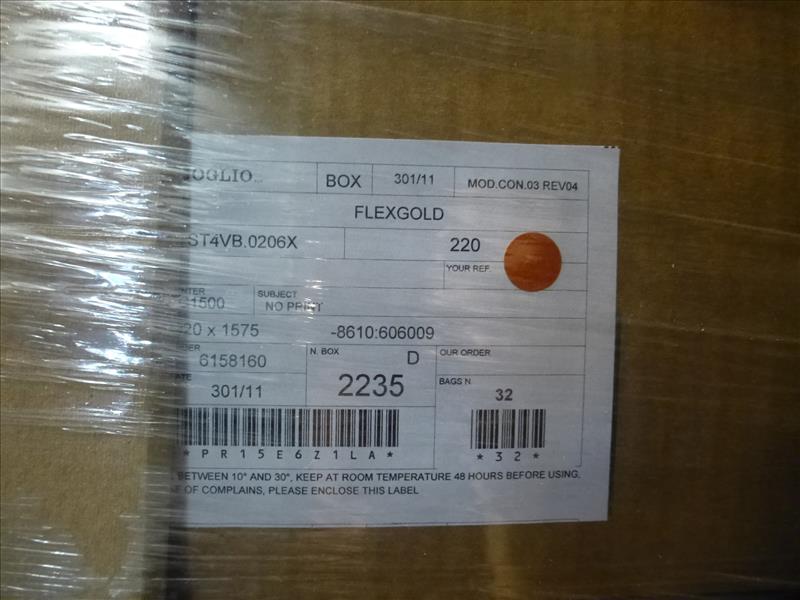 OGLIO BOX 301/11 MOD.CON.03 REV04
FLEXGOLD
ST4VB.0206X 220
YOUR REF.
SUBJECT
1500 NO PRINT
20 x 1575 -8610:606009
N. BOX D OUR ORDER
6158160
2235 BAGS N.
301/11 32
*PR15E6Z1LA* *32*
BETWEEN 10° AND 30°, KEEP AT ROOM TEMPERATURE 48 HOURS BEFORE USING.
OF COMPLAINS, PLEASE ENCLOSE THIS LABEL